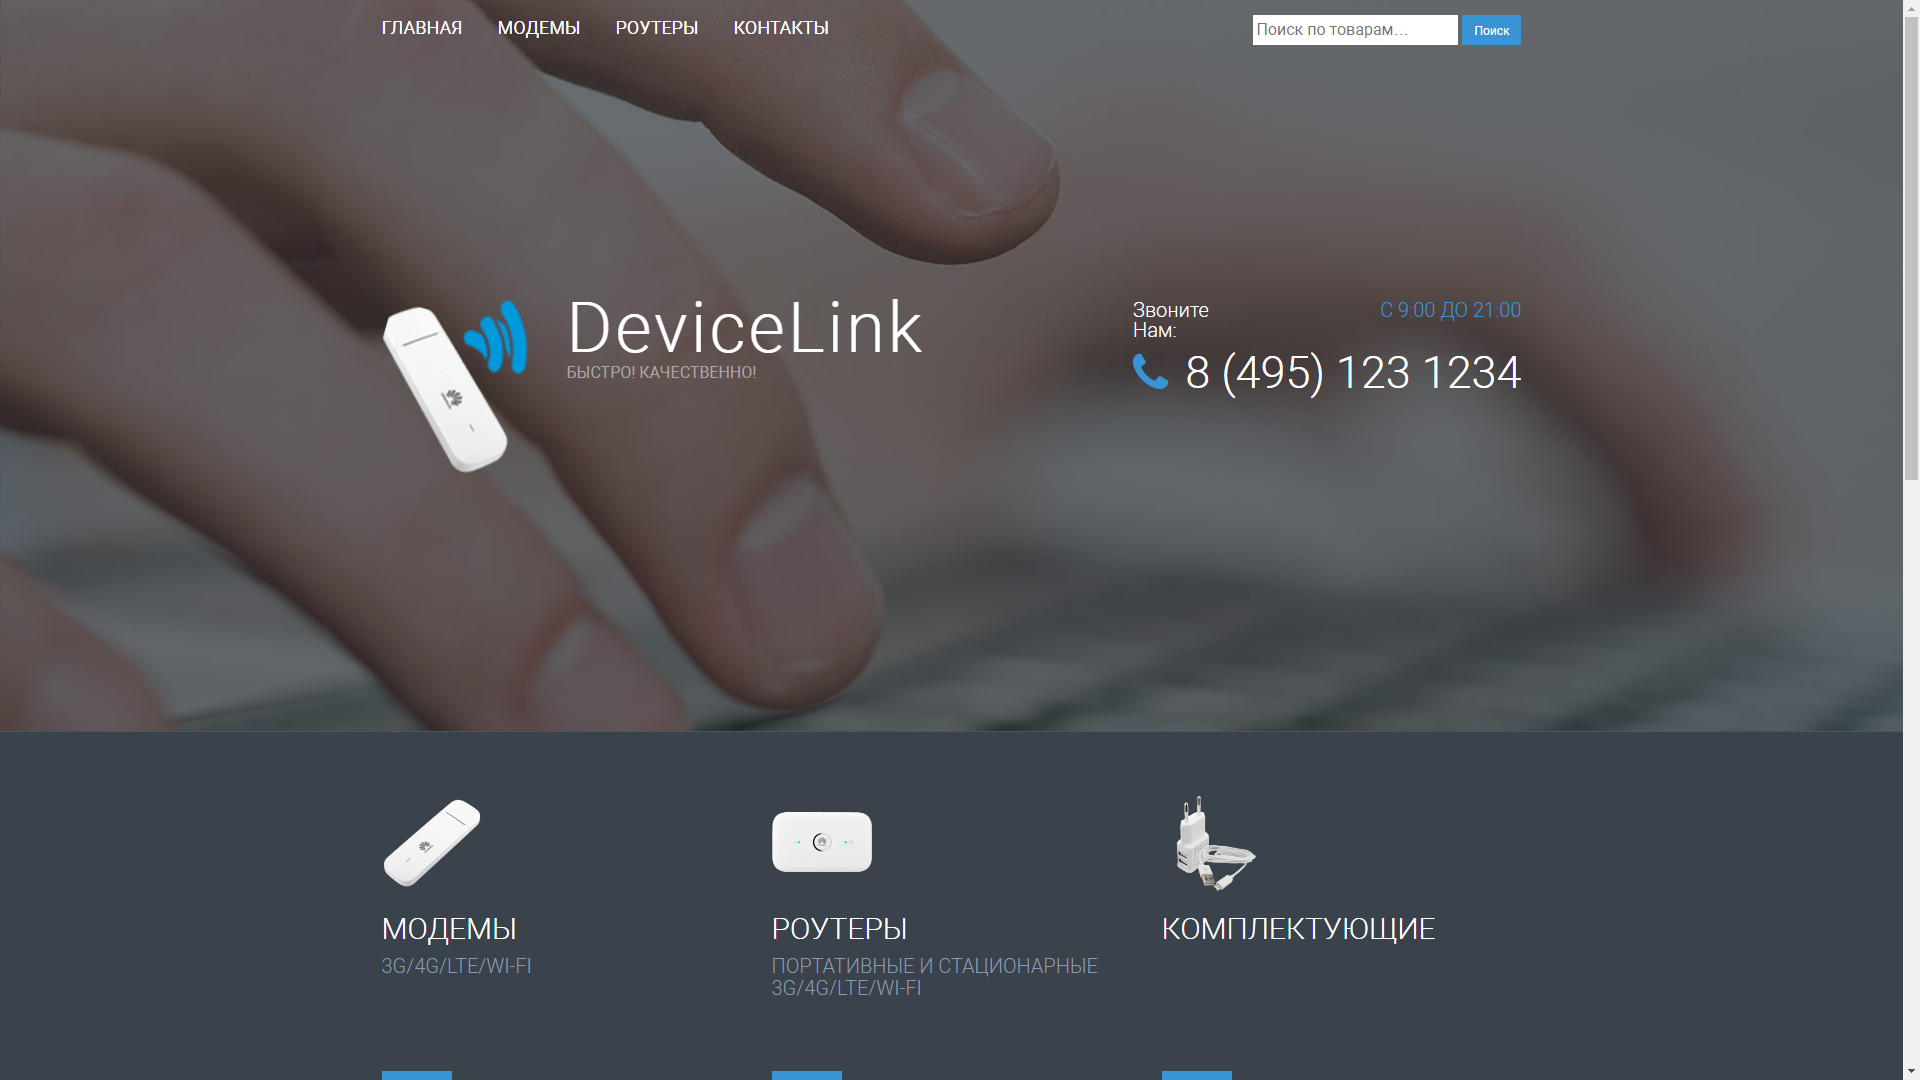 ГЛАВНАЯ МОДЕМЫ РОУТЕРЫ КОНТАКТЫ
Поиск по товарам…
Поиск
DeviceLink
БЫСТРО! КАЧЕСТВЕННО!
Звоните
Нам:
С 9:00 ДО 21:00
8 (495) 123 1234
МОДЕМЫ
3G/4G/LTE/WI-FI
РОУТЕРЫ
ПОРТАТИВНЫЕ И СТАЦИОНАРНЫЕ
3G/4G/LTE/WI-FI
КОМПЛЕКТУЮЩИЕ